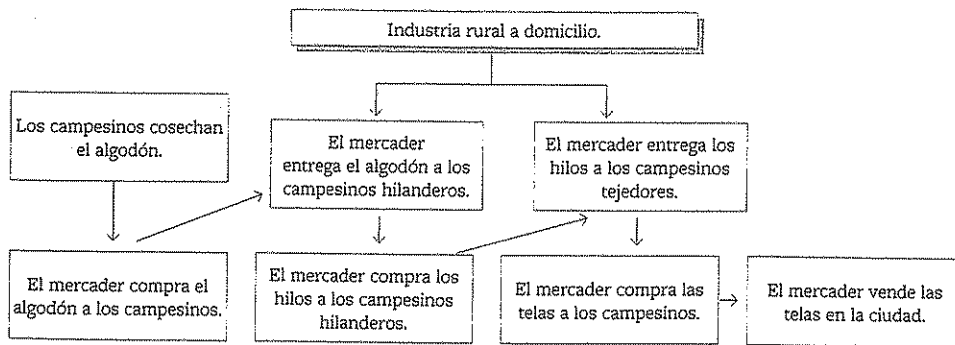 Industria rural a domicilio.
Los campesinos cosechan
el algodón.
El mercader
entrega el algodón a los
campesinos hilanderos.
El mercader entrega los
hilos a los campesinos
tejedores.
El mercader compra el
algodón a los campesinos.
El mercader compra los
hilos a los campesinos
hilanderos.
El mercader compra las
telas a los campesinos.
El mercader vende las
telas en la ciudad.